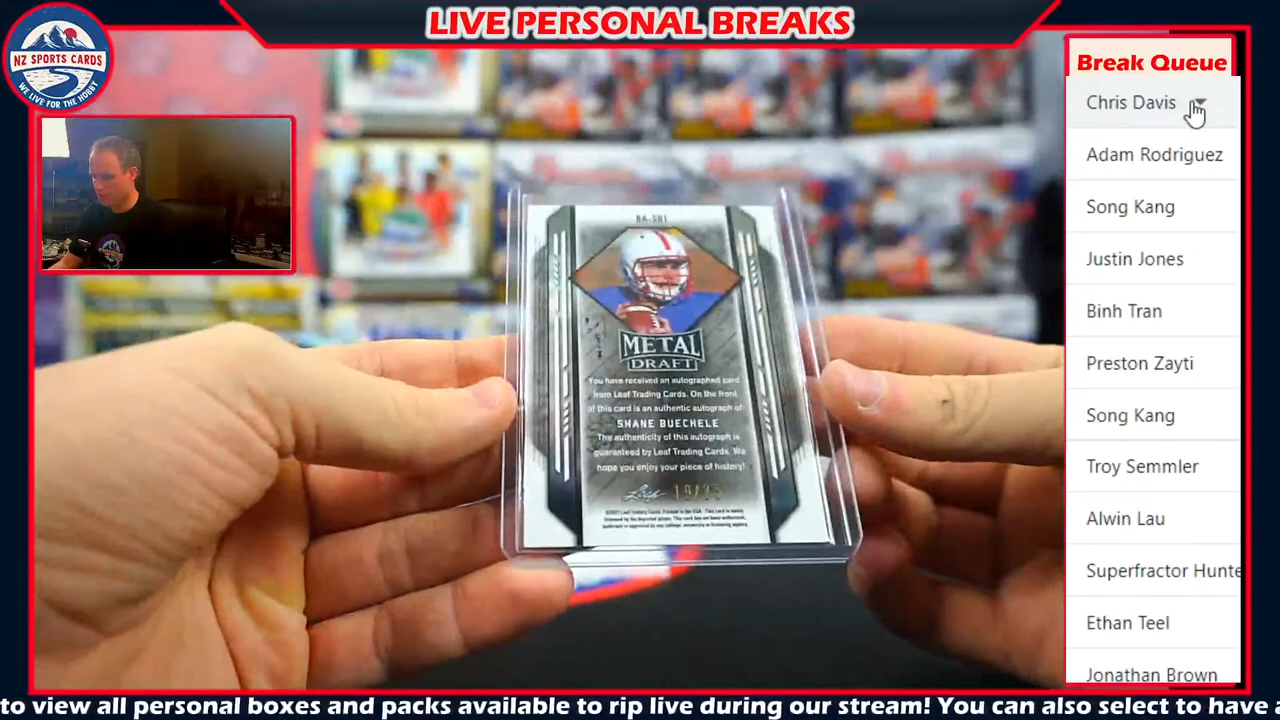 LIVE PERSONAL BREAKS
NZ SPORTS CARDS
WE LIVE FOR THE HOBBY
Break Queue
Chris Davis
Adam Rodriguez
Song Kang
Justin Jones
Binh Tran
Preston Zayti
Song Kang
Troy Semmler
Alwin Lau
Superfractor Hunte
Ethan Teel
Jonathan Brown
BA-SB1
METAL
DRAFT
You have received an autographed card
from Leaf Trading Cards. On the front
of this card is an authentic autograph of
SHANE BUECHELE
The authenticity of this autograph is
guaranteed by Leaf Trading Cards. We
hope you enjoy your piece of history!
Leaf
to view all personal boxes and packs available to rip live during our stream! You can also select to have a